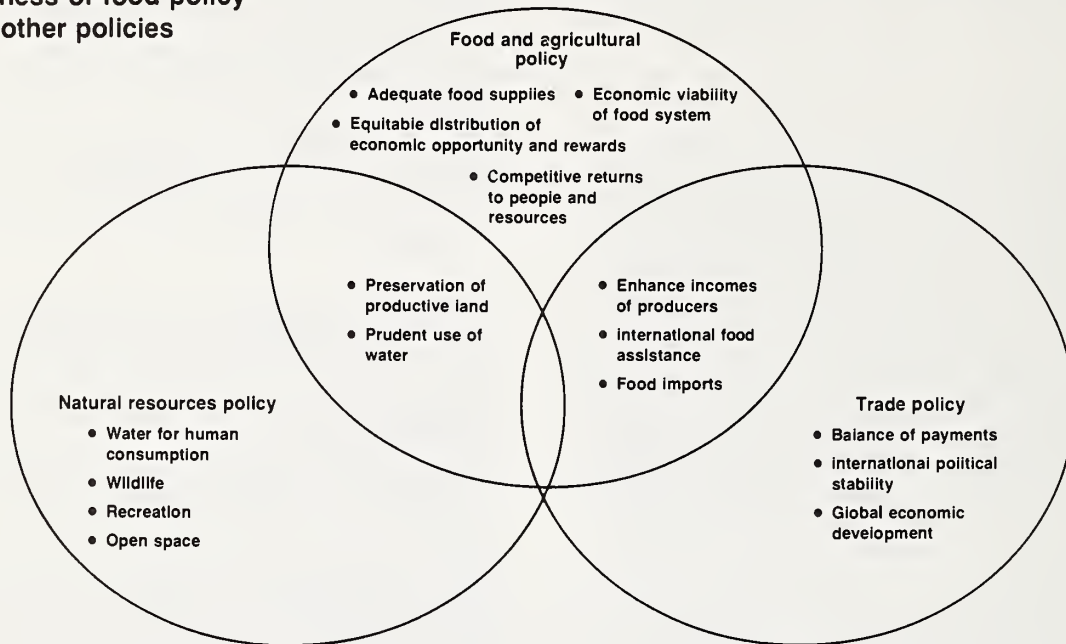 of food policy
other policies
Food and agricultural
policy
• Adequate food supplies
• Economic viability
of food system
• Equitable distribution of
economic opportunity and rewards
• Competitive returns
to people and
resources
• Preservation of
productive land
• Prudent use of
water
• Enhance incomes
of producers
• International food
assistance
• Food imports
Natural resources policy
• Water for human
consumption
• Wildlife
• Recreation
• Open space
Trade policy
• Balance of payments
• International political
stability
• Global economic
development